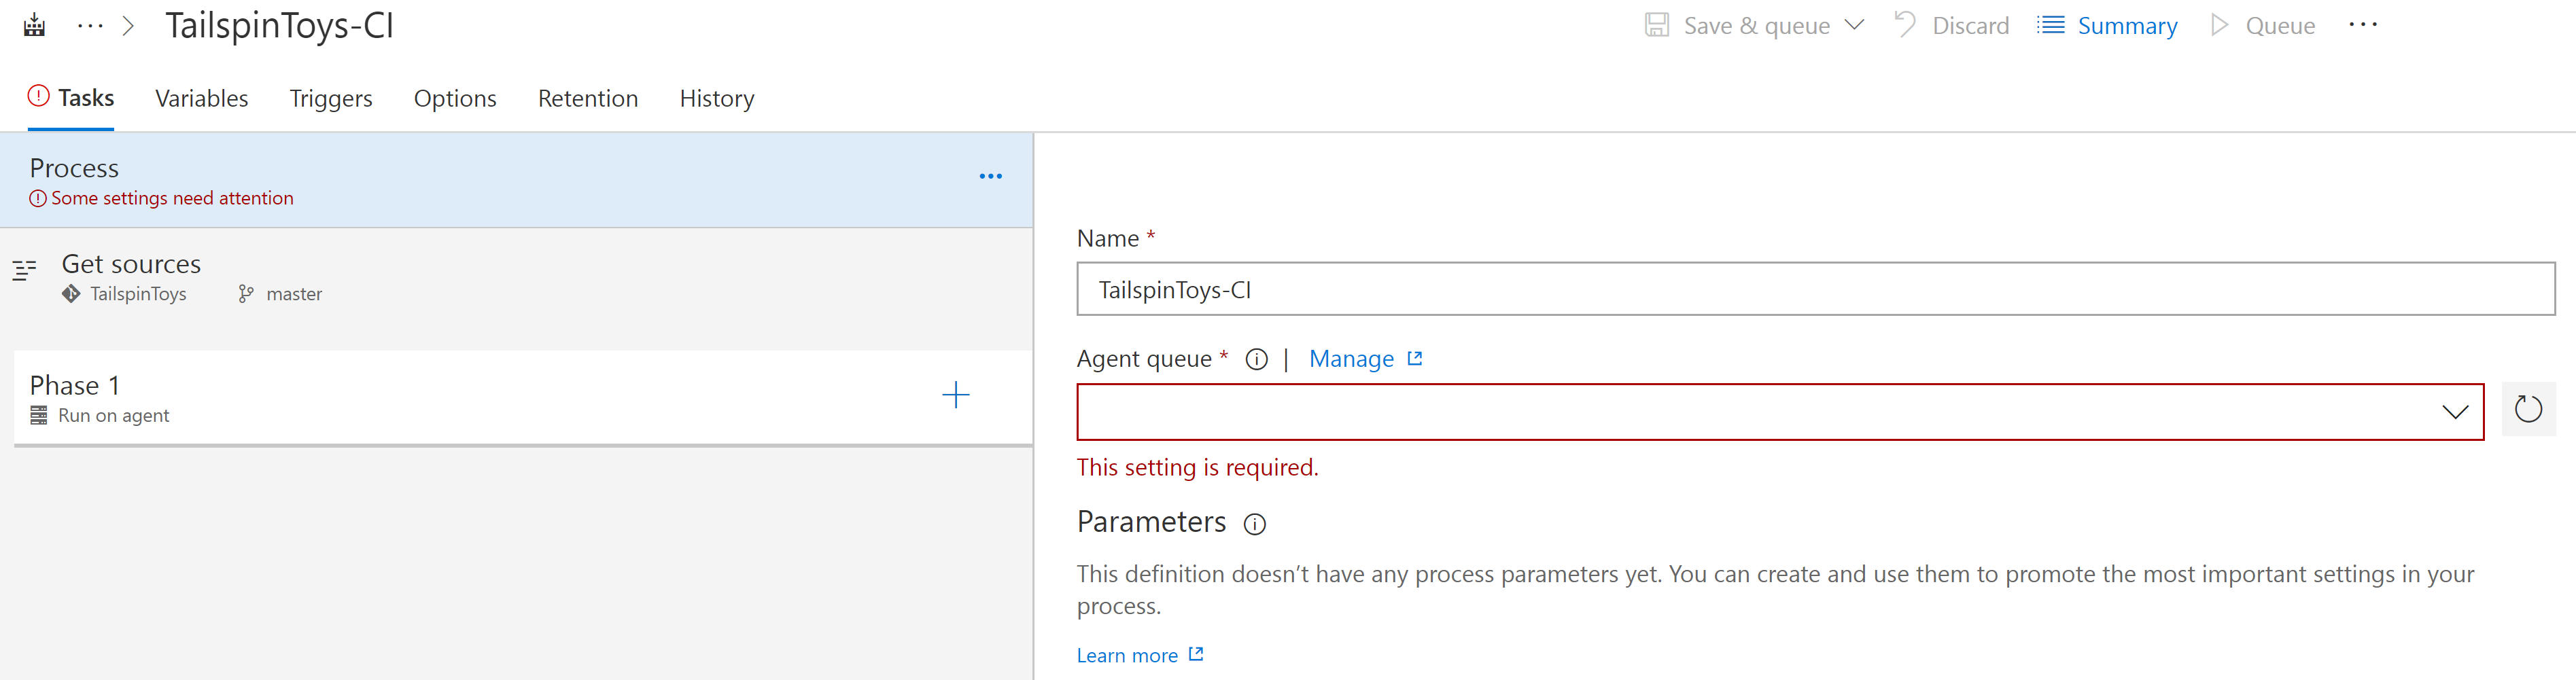 ··· > TailspinToys-CI
Save & queue
Discard
Summary
Queue
···
Tasks
Variables
Triggers
Options
Retention
History
Process
Some settings need attention
Get sources
TailspinToys
master
Phase 1
Run on agent
Name *
TailspinToys-CI
Agent queue * | Manage
This setting is required.
Parameters
This definition doesn’t have any process parameters yet. You can create and use them to promote the most important settings in your
process.
Learn more